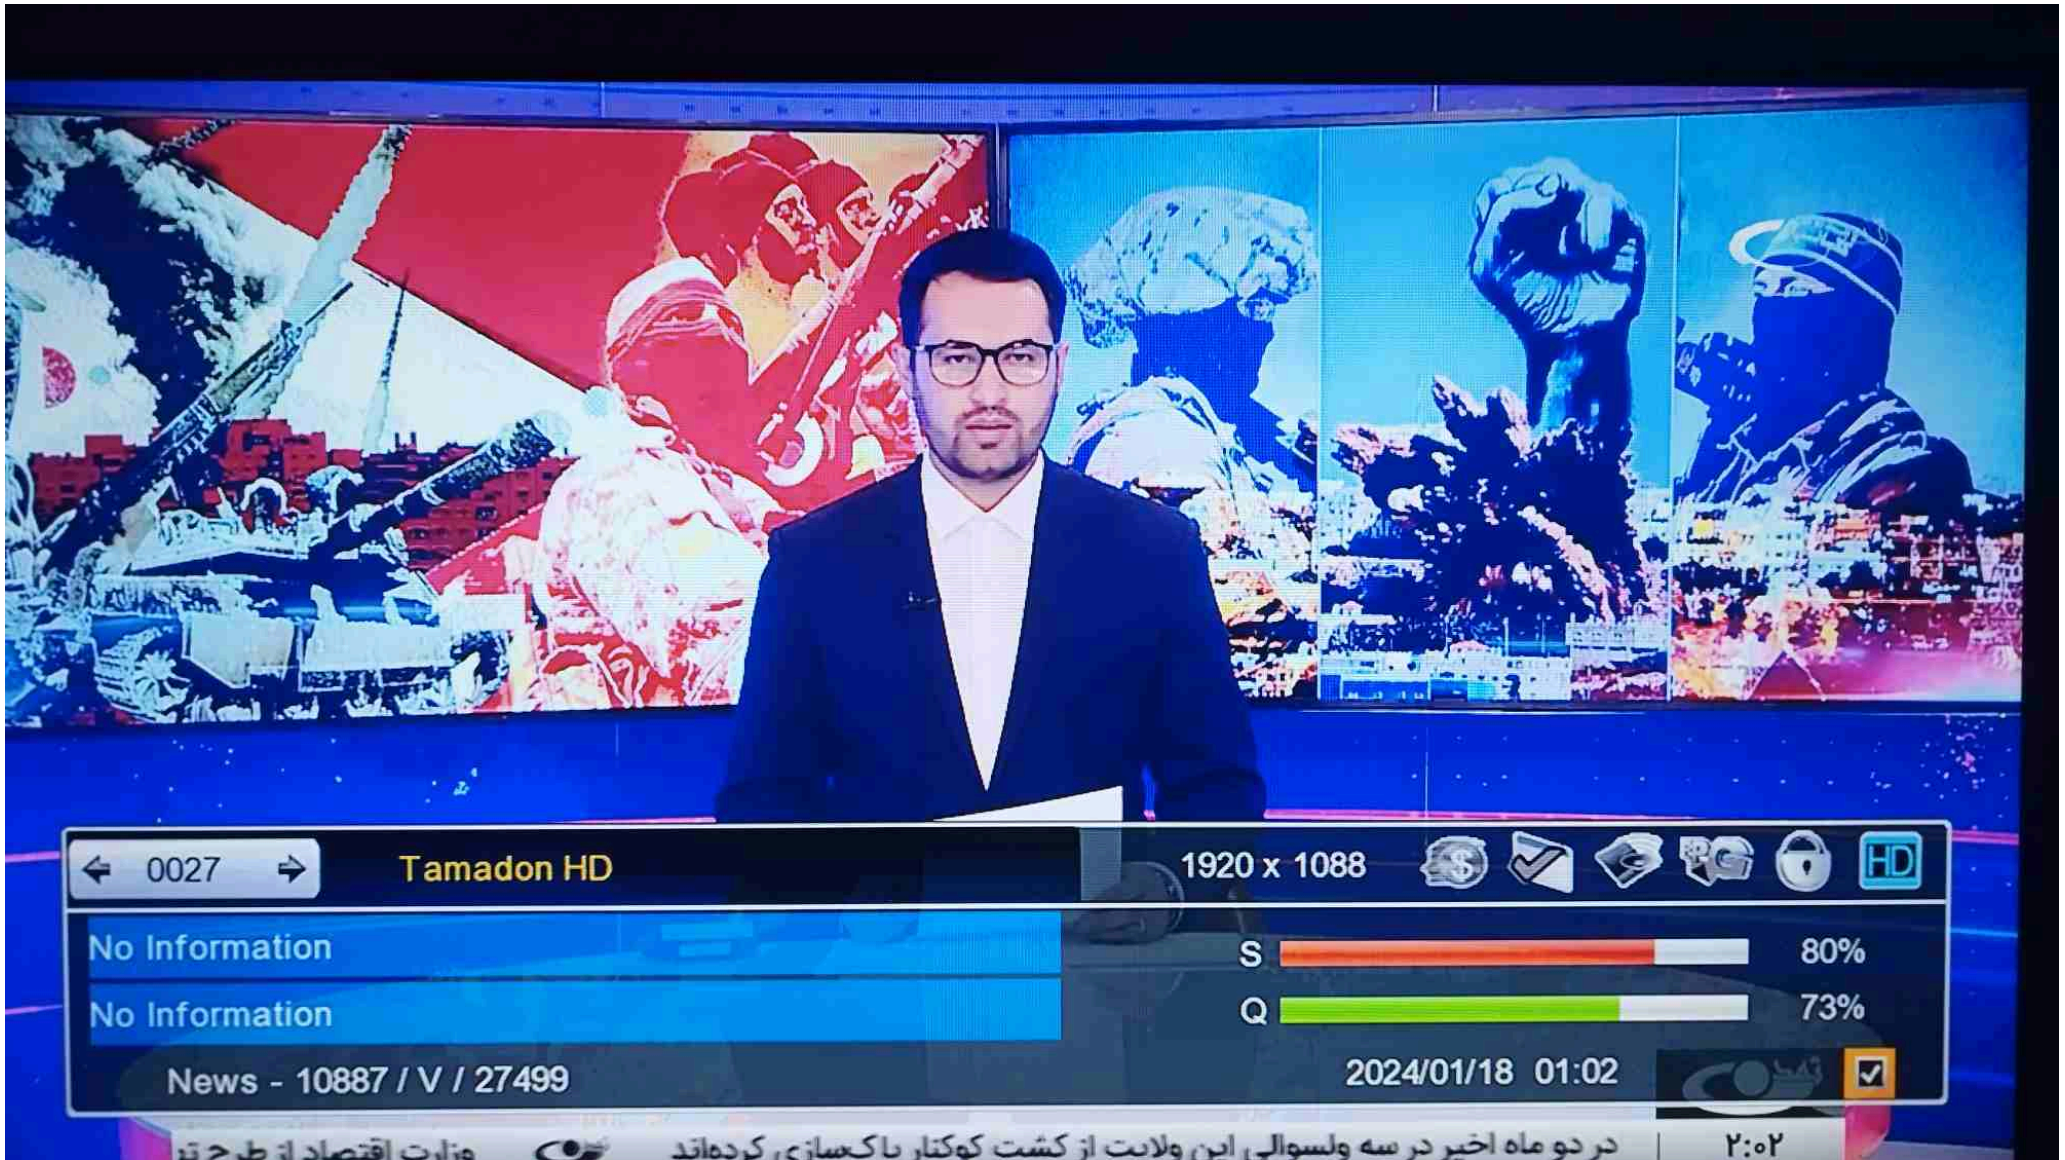 0027
Tamadon HD
1920 x 1088
HD
No Information
S 80%
No Information
Q 73%
News - 10887 / V / 27499
2024/01/18 01:02
۲:۰۲
در دو ماه اخیر در سه ولسوالی این ولایت از کشت کوکنار پاکسازی کرده‌اند
وزارت اقتصاد از طرح